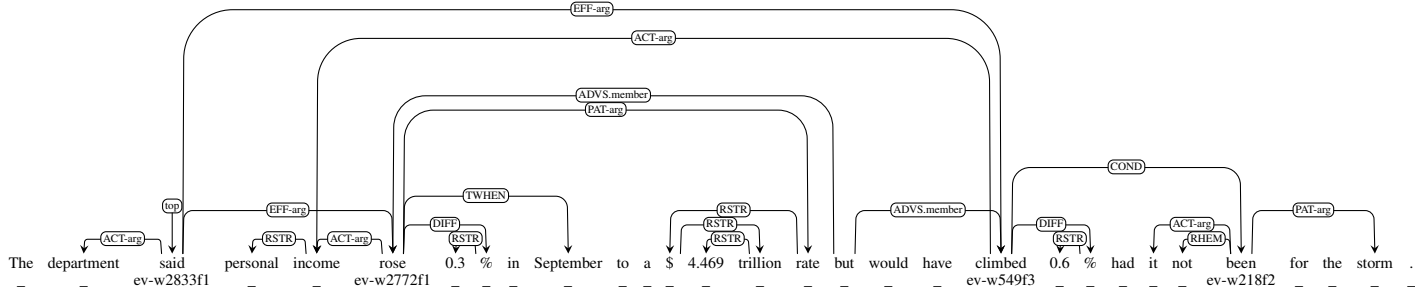 EFF-arg
ACT-arg
ADVS.member
PAT-arg
COND
TWHEN
top EFF-arg RSTR ADVS.member PAT-arg
DIFF RSTR DIFF ACT-arg
ACT-arg RSTR ACT-arg RSTR RSTR RSTR RHEM
The department said personal income rose 0.3 % in September to a $ 4.469 trillion rate but would have climbed 0.6 % had it not been for the storm .
_ _ ev-w2833f1 _ _ ev-w2772f1 _ _ _ _ _ _ _ _ _ _ _ _ _ ev-w549f3 _ _ _ _ _ ev-w218f2 _ _ _ _